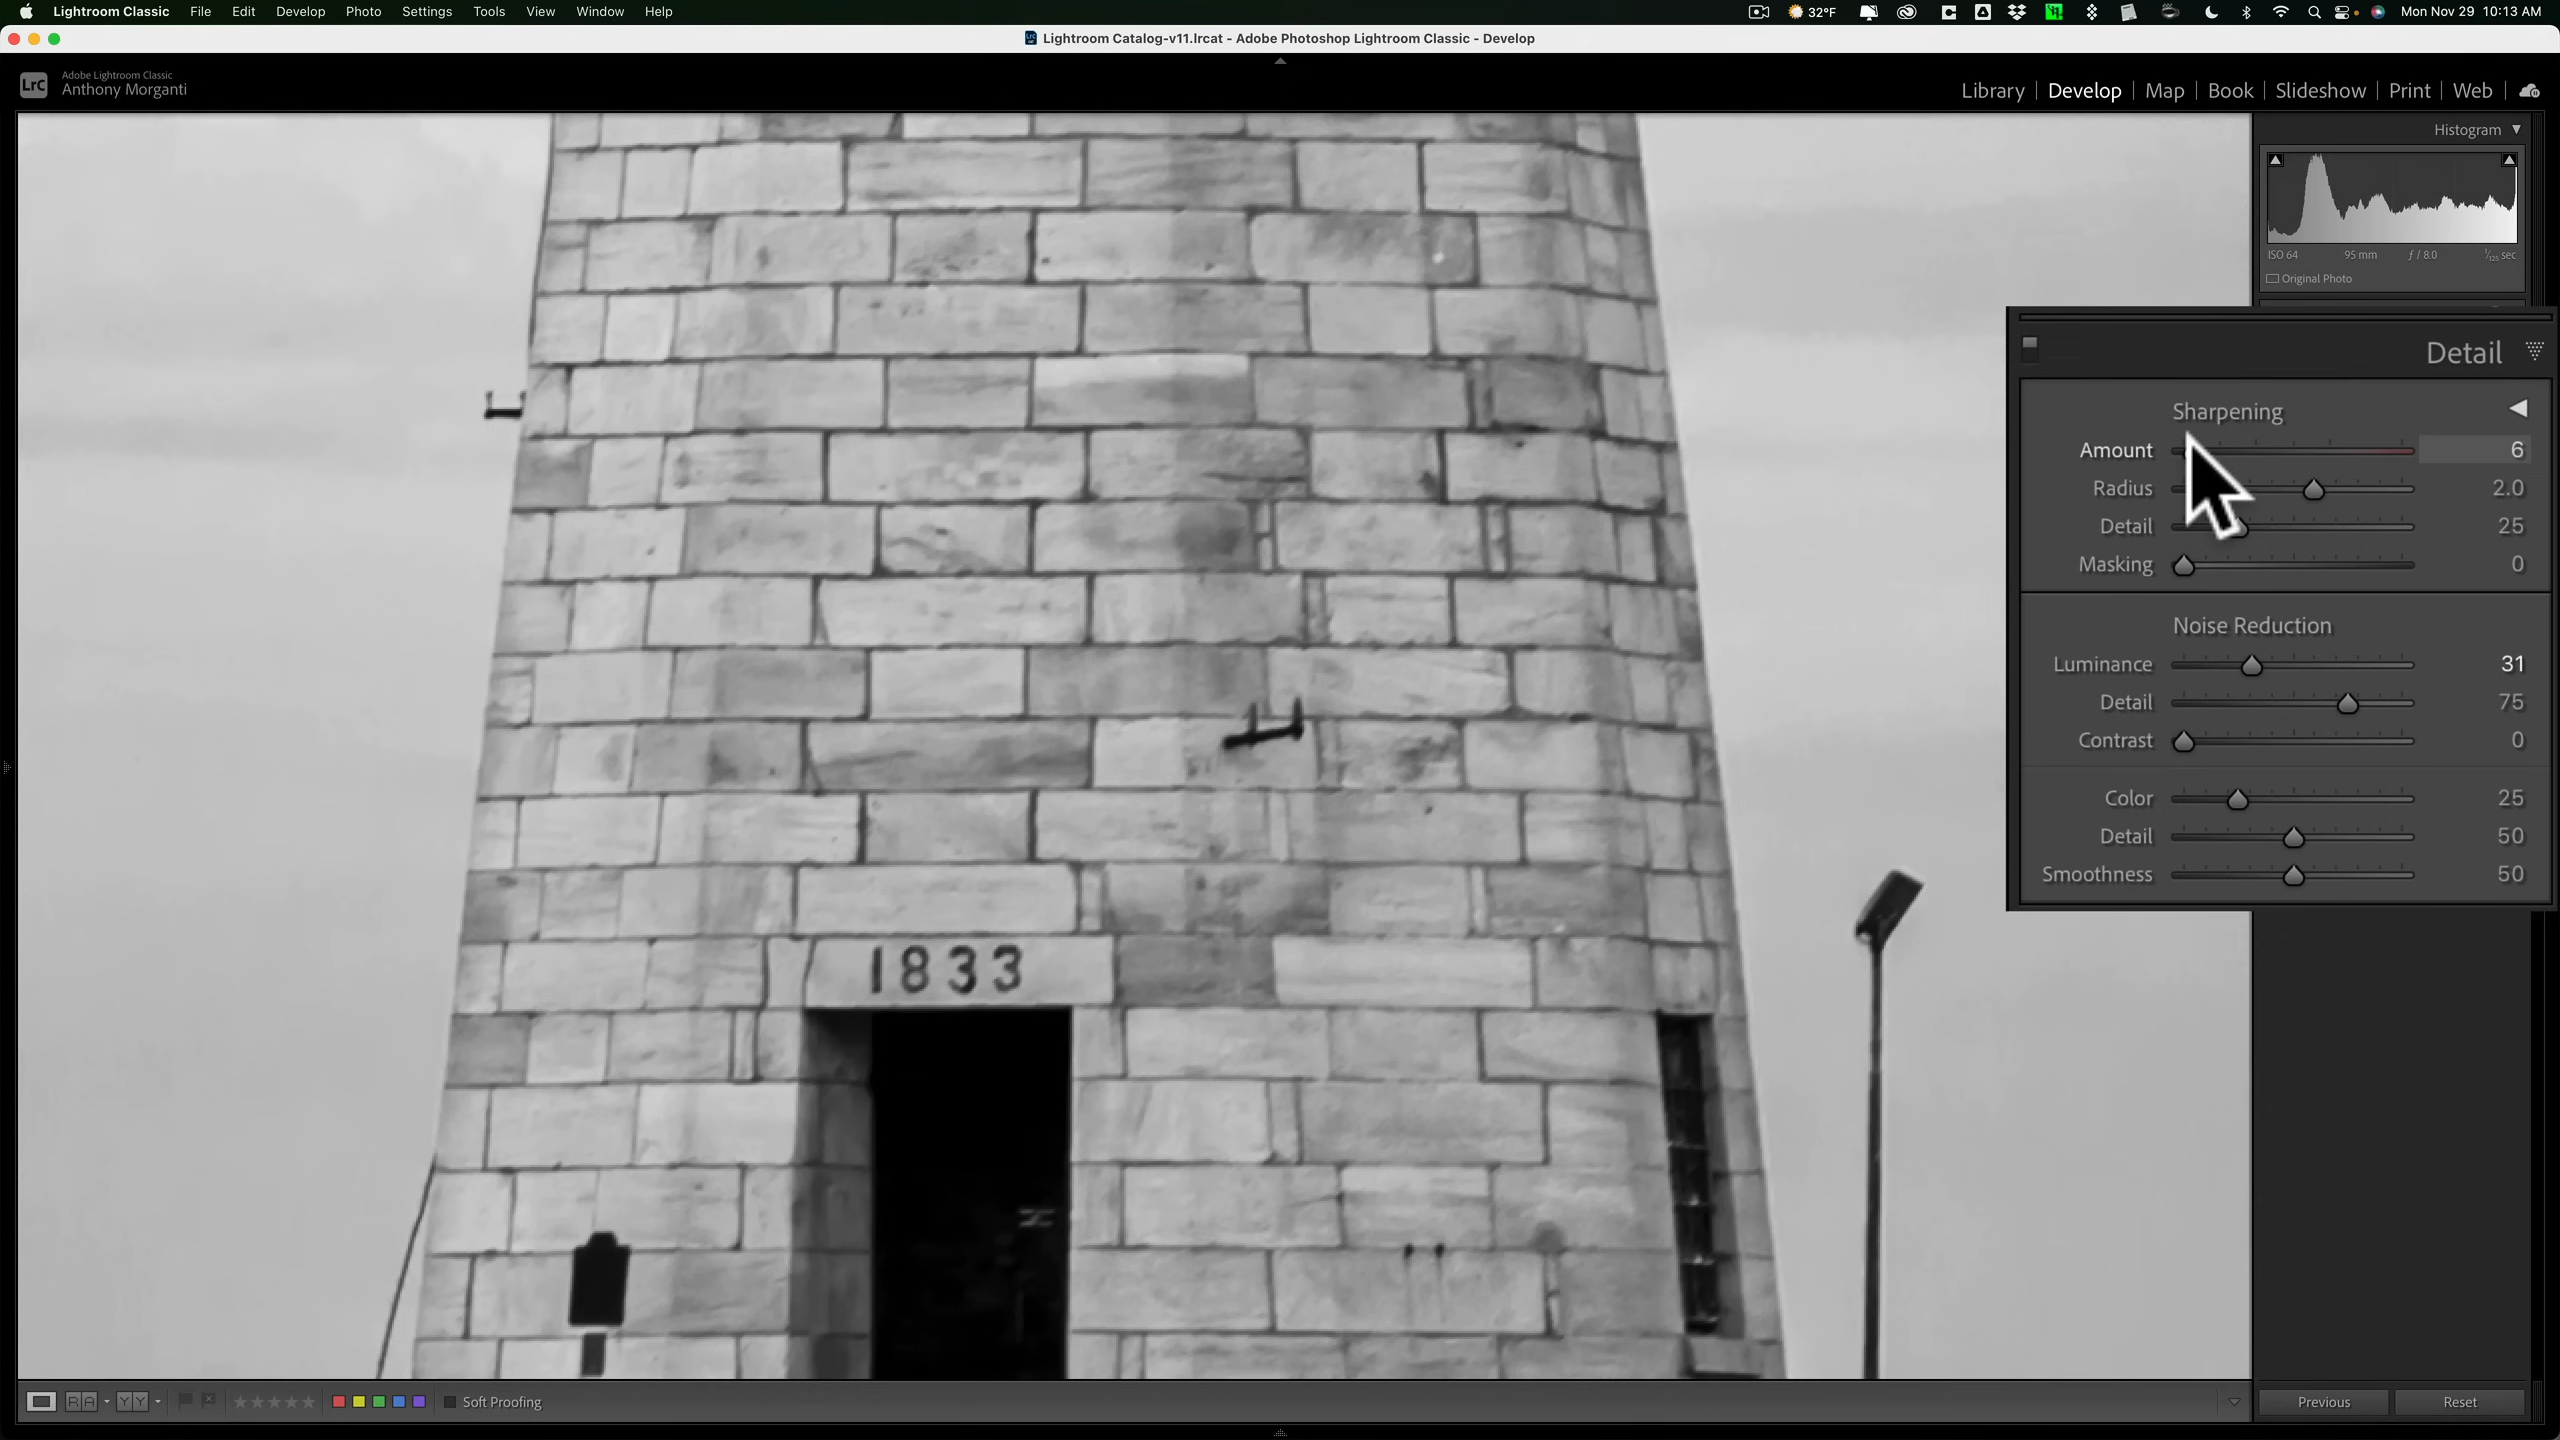 Lightroom Classic File Edit Develop Photo Settings Tools View Window Help 32°F Mon Nov 29 10:13 AM
Lightroom Catalog-v11.lrcat - Adobe Photoshop Lightroom Classic - Develop
LrC
Adobe Lightroom Classic
Anthony Morganti
Library | Develop | Map | Book | Slideshow | Print | Web
Histogram
ISO 64 95 mm ƒ / 8.0 1/125 sec
Original Photo
Detail
Sharpening
Amount 6
Radius 2.0
Detail 25
Masking 0
Noise Reduction
Luminance 31
Detail 75
Contrast 0
Color 25
Detail 50
Smoothness 50
1833
R A Y Y Soft Proofing
Previous Reset